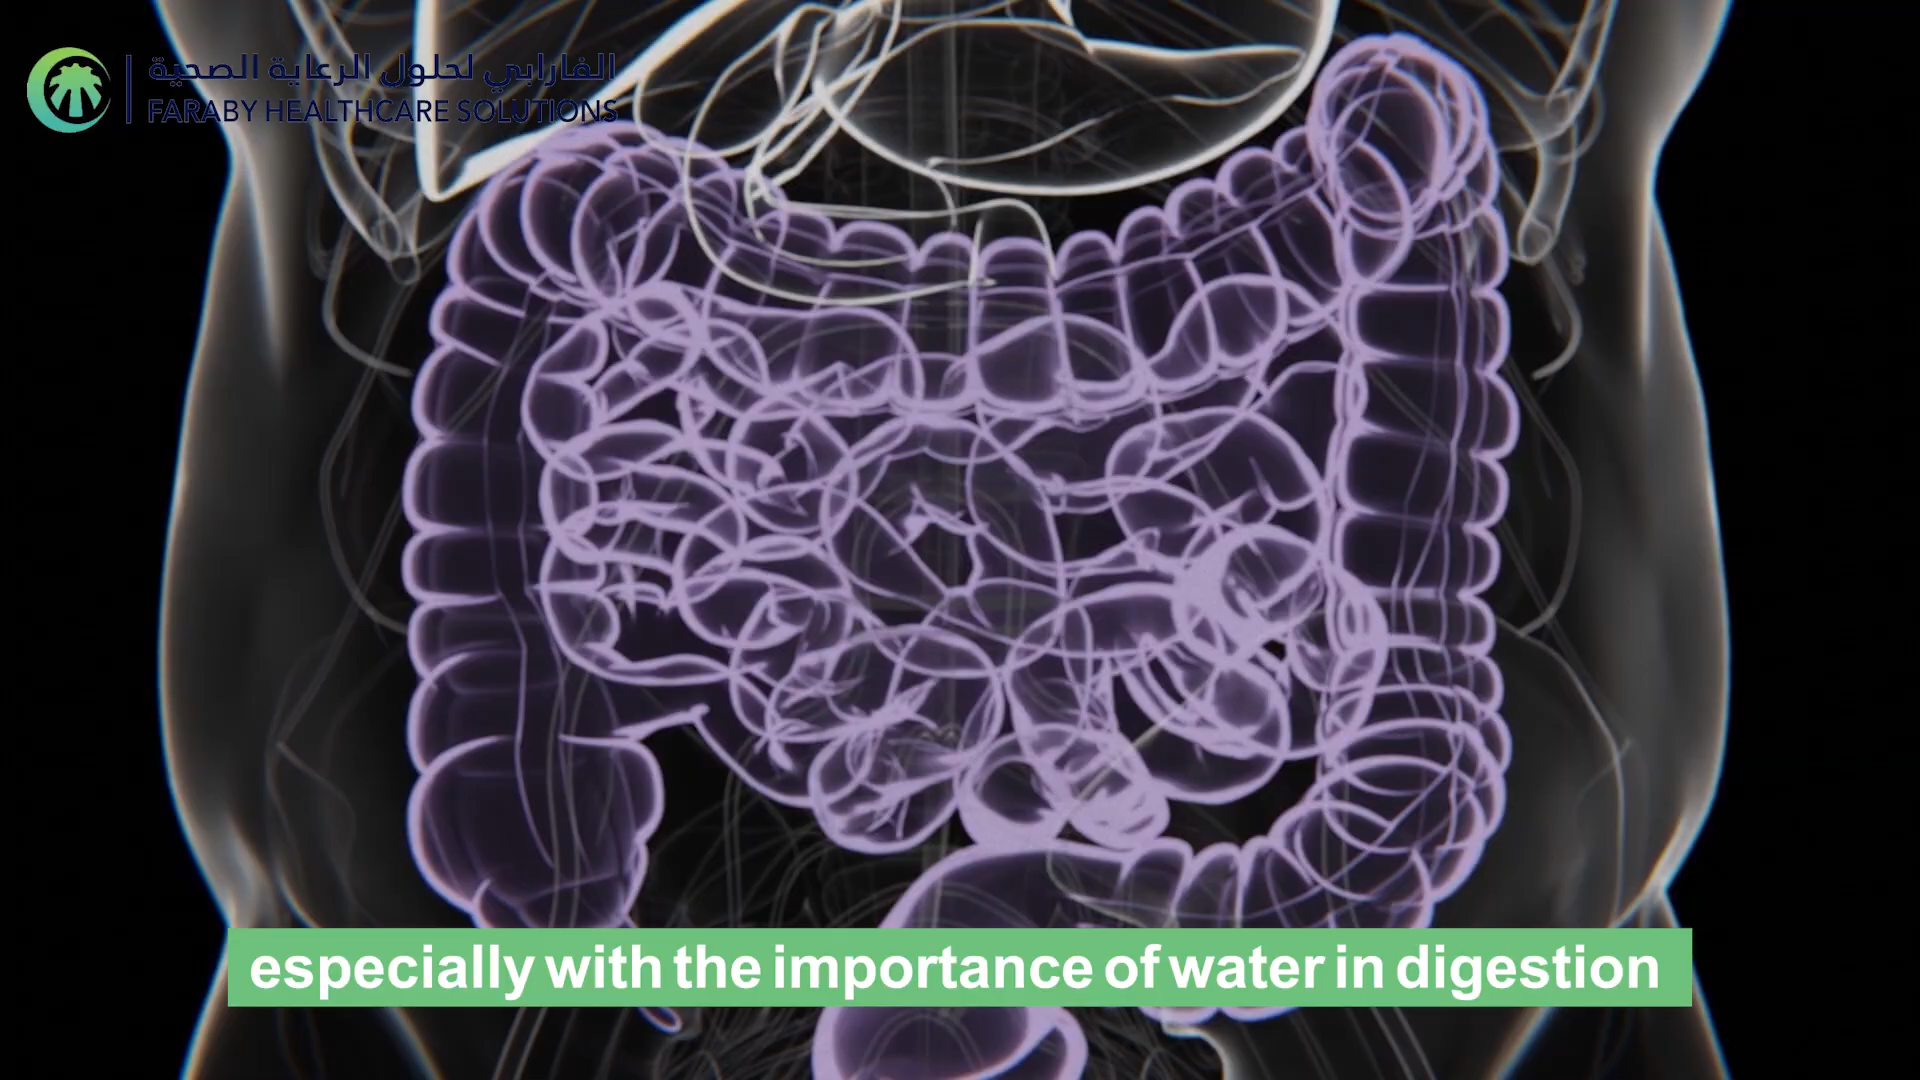 الفارابي لحلول الرعاية الصحية
FARABY HEALTHCARE SOLUTIONS
especially with the importance of water in digestion